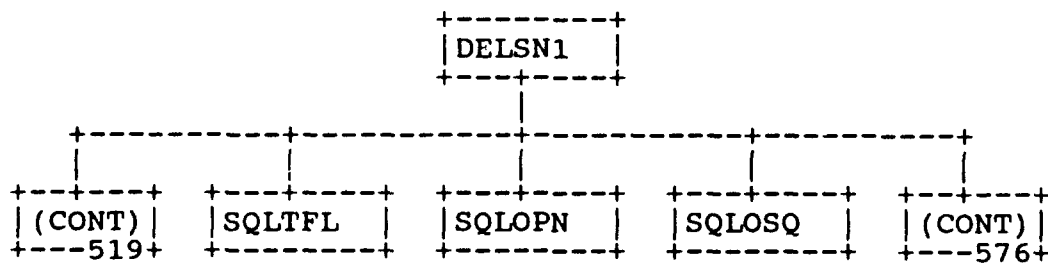 DELSN1
(CONT) SQLTFL SQLOPN SQLOSQ (CONT)
519 576